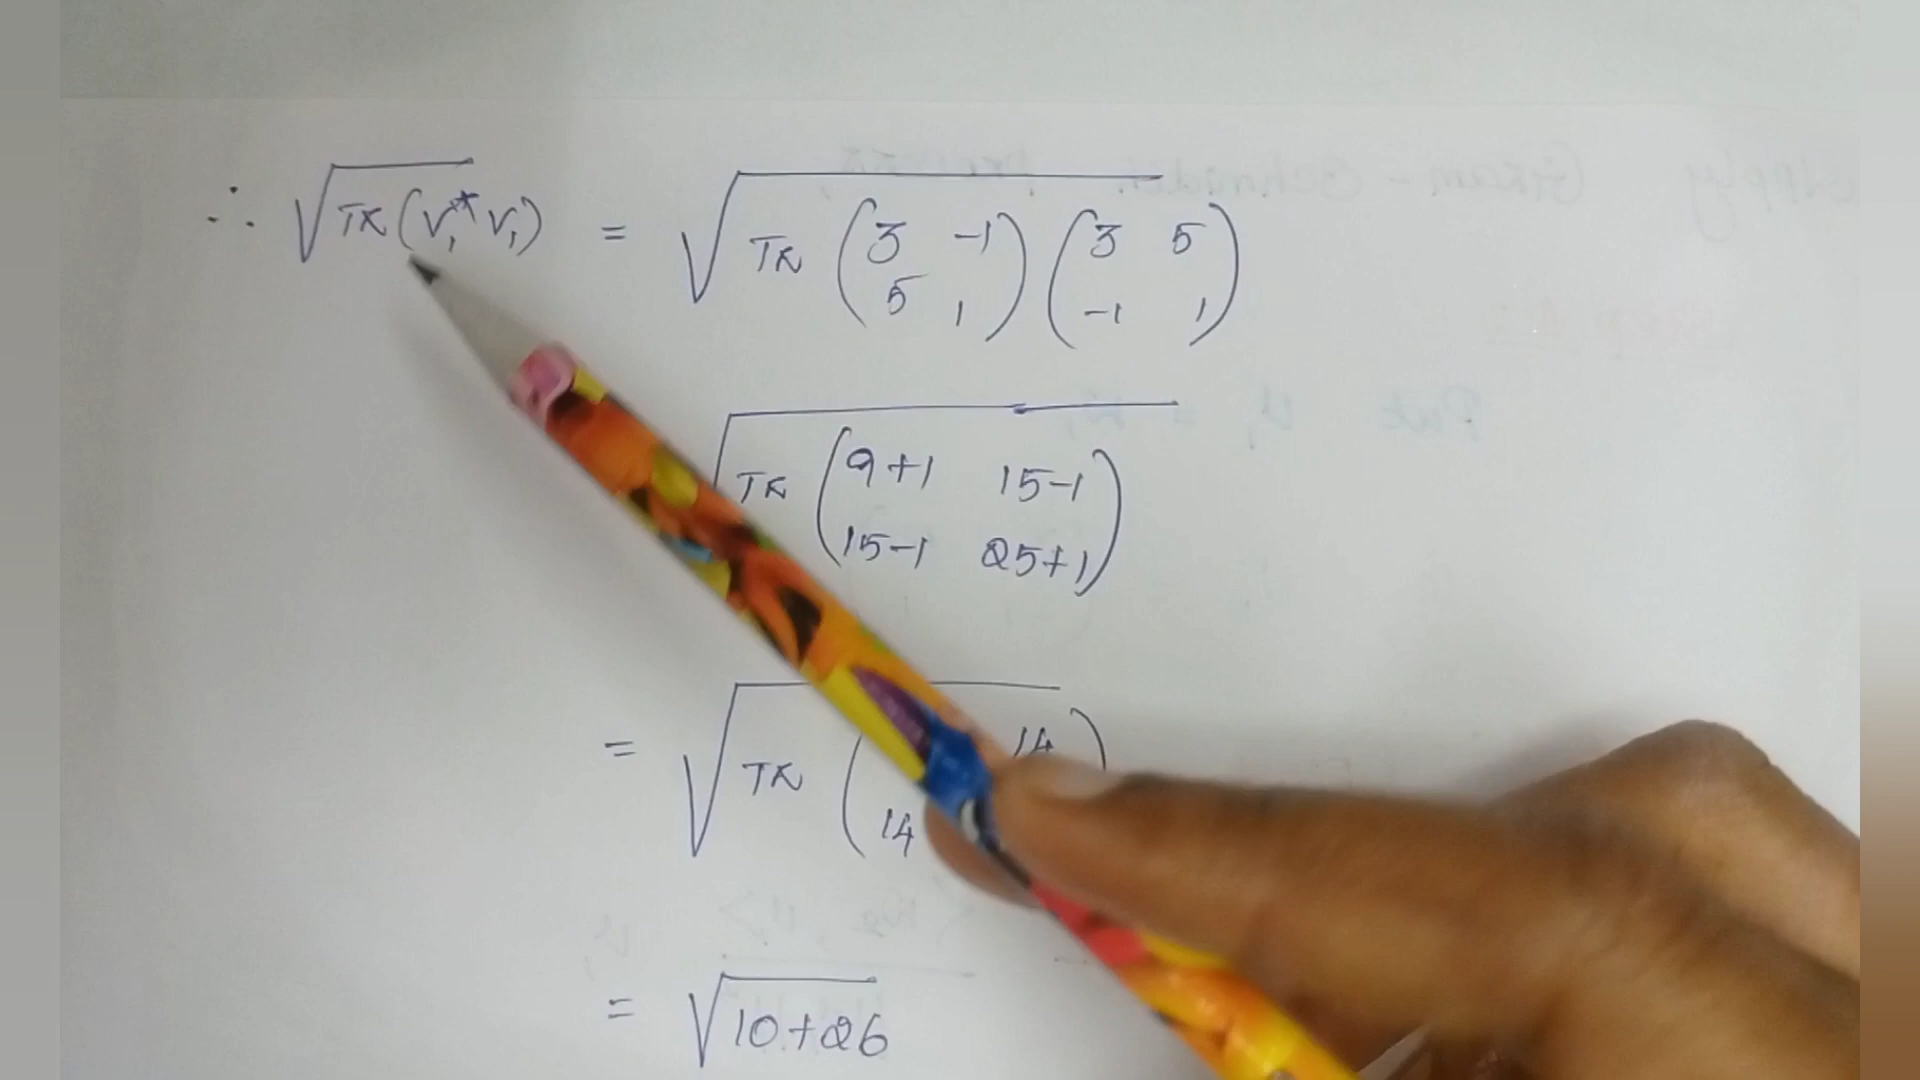 ∴ √Tr(V₁* V₁) = √Tr (3 -1
5 1) (3 5
-1 1)
√Tr (9+1 15-1
15-1 25+1)
= √Tr ( 14
14 )
= √10+26